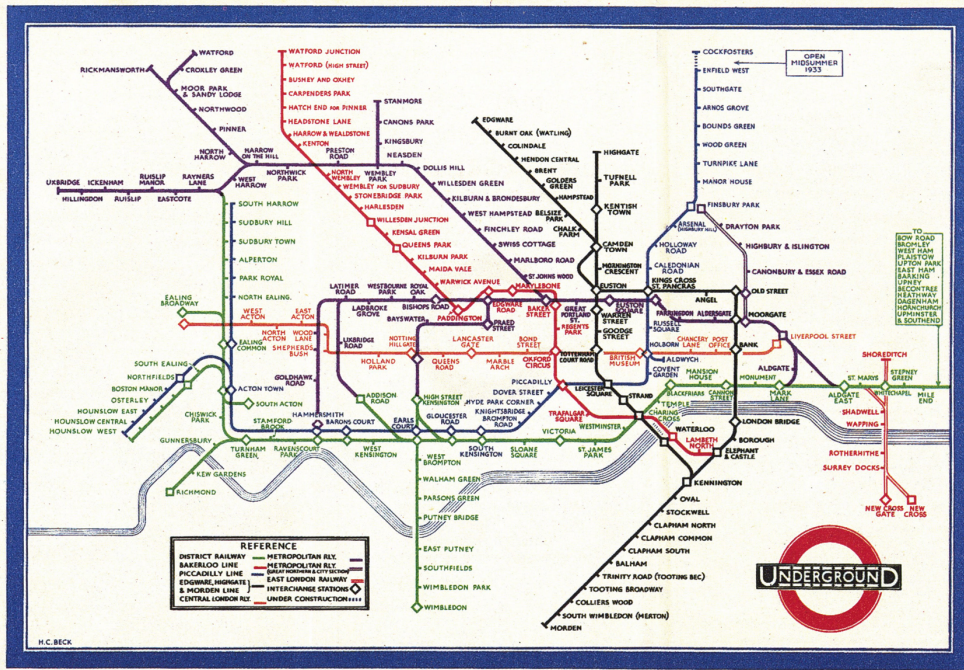 WATFORD
CROXLEY GREEN
RICKMANSWORTH
MOOR PARK
& SANDY LODGE
NORTHWOOD
PINNER
NORTH
HARROW
HARROW
ON THE HILL
NORTHWICK
PARK
PRESTON
ROAD
WEMBLEY
PARK
NEASDEN
STANMORE
CANONS PARK
KINGSBURY
DOLLIS HILL
WILLESDEN GREEN
KILBURN & BRONDESBURY
WEST HAMPSTEAD
FINCHLEY ROAD
SWISS COTTAGE
MARLBORO ROAD
ST JOHNS WOOD
UXBRIDGE
HILLINGDON
ICKENHAM
RUISLIP
RUISLIP
MANOR
EASTCOTE
RAYNERS
LANE
WEST
HARROW
SOUTH HARROW
SUDBURY HILL
SUDBURY TOWN
ALPERTON
PARK ROYAL
NORTH EALING.
WATFORD JUNCTION
WATFORD (HIGH STREET)
BUSHEY AND OXHEY
CARPENDERS PARK
HATCH END FOR PINNER
HEADSTONE LANE
HARROW & WEALDSTONE
KENTON
NORTH
WEMBLEY
WEMBLEY FOR SUDBURY
STONEBRIDGE PARK
HARLESDEN
WILLESDEN JUNCTION
KENSAL GREEN
QUEENS PARK
KILBURN PARK
MAIDA VALE
WARWICK AVENUE
PADDINGTON
EDGWARE
ROAD
MARYLEBONE
BAKER
STREET
EDGWARE
BURNT OAK (WATLING)
COLINDALE
HENDON CENTRAL
BRENT
GOLDERS
GREEN
HAMPSTEAD
BELSIZE
PARK
CHALK
FARM
HIGHGATE
TUFNELL
PARK
KENTISH
TOWN
CAMDEN
TOWN
MORNINGTON
CRESCENT
EUSTON
COCKFOSTERS
ENFIELD WEST
OPEN
MIDSUMMER
1933
SOUTHGATE
ARNOS GROVE
BOUNDS GREEN
WOOD GREEN
TURNPIKE LANE
MANOR HOUSE
FINSBURY PARK
ARSENAL
(HIGHBURY HILL)
HOLLOWAY
ROAD
CALEDONIAN
ROAD
KINGS CROSS
ST. PANCRAS
DRAYTON PARK
HIGHBURY & ISLINGTON
CANONBURY & ESSEX ROAD
OLD STREET
ANGEL
MOORGATE
TO
BOW ROAD
BROMLEY
WEST HAM
PLAISTOW
UPTON PARK
EAST HAM
BARKING
UPNEY
BECONTREE
HEATHWAY
DAGENHAM
HORNCHURCH
UPMINSTER
& SOUTHEND
LATIMER
ROAD
LADBROKE
GROVE
WESTBOURNE
PARK
ROYAL
OAK
BISHOPS ROAD
BAYSWATER
PRAED
STREET
GREAT
PORTLAND
ST.
REGENTS
PARK
EUSTON
SQUARE
WARREN
STREET
GOODGE
STREET
RUSSELL
SQUARE
FARRINGDON
ALDERSGATE
EALING
BROADWAY
WEST
ACTON
NORTH
ACTON
EAST
ACTON
WOOD
LANE
SHEPHERDS
BUSH
UXBRIDGE
ROAD
HOLLAND
PARK
NOTTING
HILL GATE
QUEENS
ROAD
LANCASTER
GATE
MARBLE
ARCH
BOND
STREET
OXFORD
CIRCUS
TOTTENHAM
COURT ROAD
BRITISH
MUSEUM
HOLBORN
CHANCERY
LANE
POST
OFFICE
BANK
LIVERPOOL STREET
ALDWYCH
COVENT
GARDEN
ALDGATE
EALING
COMMON
SOUTH EALING
NORTHFIELDS
BOSTON MANOR
OSTERLEY
HOUNSLOW EAST
HOUNSLOW CENTRAL
HOUNSLOW WEST
ACTON TOWN
SOUTH ACTON
CHISWICK
PARK
GUNNERSBURY
KEW GARDENS
RICHMOND
STAMFORD
BROOK
TURNHAM
GREEN
RAVENSCOURT
PARK
GOLDHAWK
ROAD
HAMMERSMITH
BARONS COURT
WEST
KENSINGTON
ADDISON
ROAD
EARLS
COURT
HIGH STREET
KENSINGTON
GLOUCESTER
ROAD
SOUTH
KENSINGTON
BROMPTON
ROAD
KNIGHTSBRIDGE
HYDE PARK CORNER
DOVER STREET
PICCADILLY
LEICESTER
SQUARE
SLOANE
SQUARE
VICTORIA
ST. JAMES
PARK
WESTMINSTER
TRAFALGAR
SQUARE
STRAND
CHARING
CROSS
TEMPLE
BLACKFRIARS
MANSION
HOUSE
CANNON
STREET
MONUMENT
MARK
LANE
ALDGATE
EAST
ST. MARYS
WHITECHAPEL
STEPNEY
GREEN
MILE
END
SHOREDITCH
SHADWELL
WAPPING
ROTHERHITHE
SURREY DOCKS
NEW CROSS
GATE
NEW
CROSS
WATERLOO
LAMBETH
NORTH
LONDON BRIDGE
BOROUGH
ELEPHANT
& CASTLE
KENNINGTON
OVAL
STOCKWELL
CLAPHAM NORTH
CLAPHAM COMMON
CLAPHAM SOUTH
BALHAM
TRINITY ROAD (TOOTING BEC)
TOOTING BROADWAY
COLLIERS WOOD
SOUTH WIMBLEDON (MERTON)
MORDEN
WEST
BROMPTON
WALHAM GREEN
PARSONS GREEN
PUTNEY BRIDGE
EAST PUTNEY
SOUTHFIELDS
WIMBLEDON PARK
WIMBLEDON
REFERENCE
DISTRICT RAILWAY
BAKERLOO LINE
PICCADILLY LINE
EDGWARE, HIGHGATE
& MORDEN LINE
CENTRAL LONDON RLY.
METROPOLITAN RLY.
METROPOLITAN RLY.
(GREAT NORTHERN & CITY SECTION)
EAST LONDON RAILWAY
INTERCHANGE STATIONS
UNDER CONSTRUCTION
UNDERGROUND
H.C. BECK